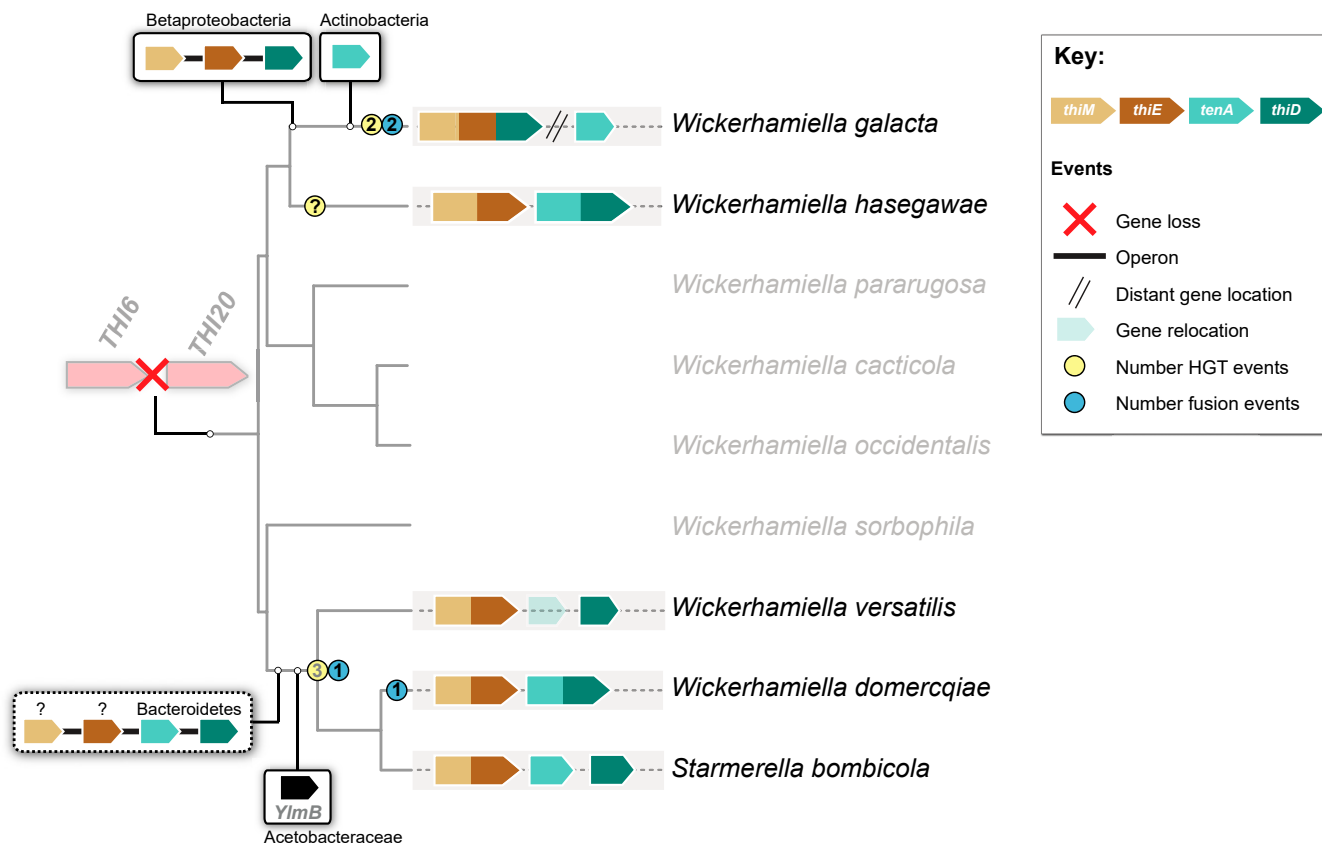 Betaproteobacteria
Actinobacteria
Key:
thiM thiE tenA thiD
Events
Gene loss
Operon
Distant gene location
Gene relocation
Number HGT events
Number fusion events
2 2
Wickerhamiella galacta
?
Wickerhamiella hasegawae
Wickerhamiella pararugosa
THI6
THI20
Wickerhamiella cacticola
Wickerhamiella occidentalis
Wickerhamiella sorbophila
Wickerhamiella versatilis
3 1
1
Wickerhamiella domercqiae
? ? Bacteroidetes
Starmerella bombicola
YlmB
Acetobacteraceae